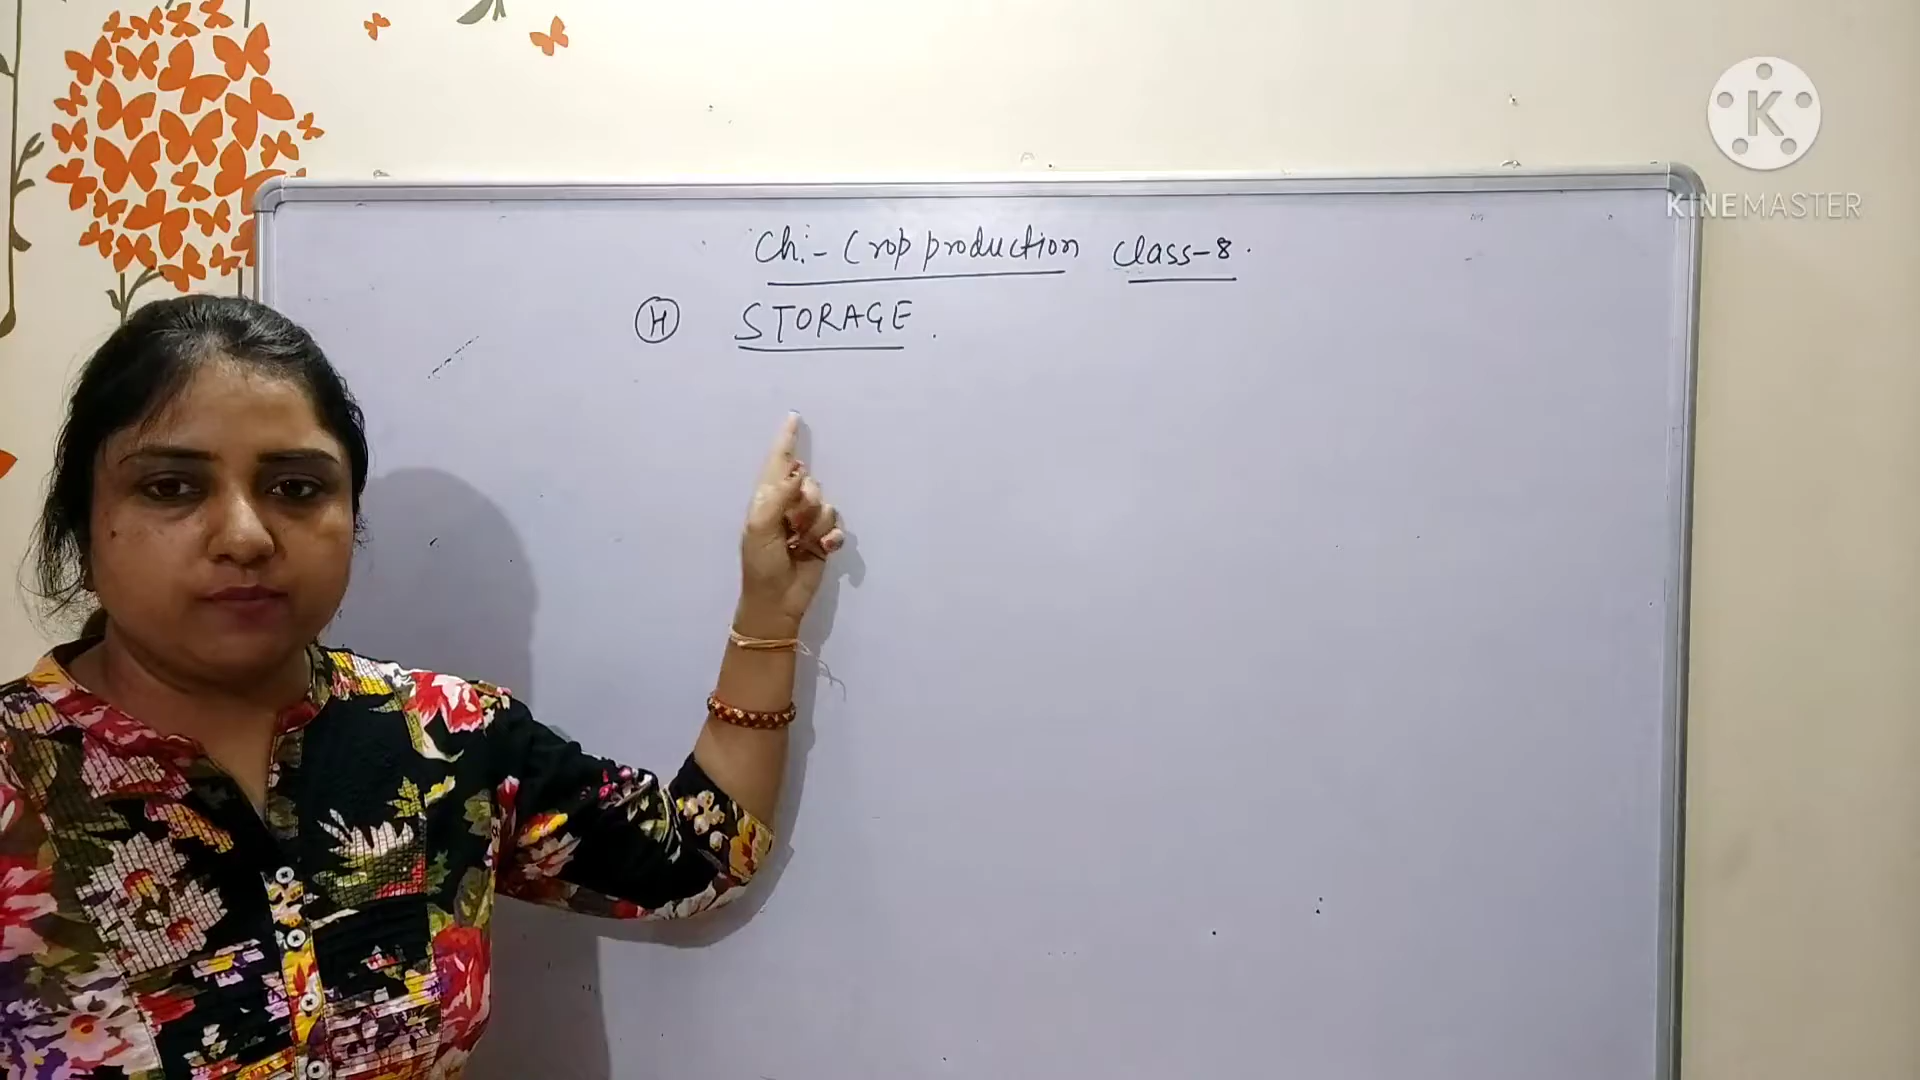 K
KINEMASTER
Ch:- Crop production Class-8.
(H) STORAGE.